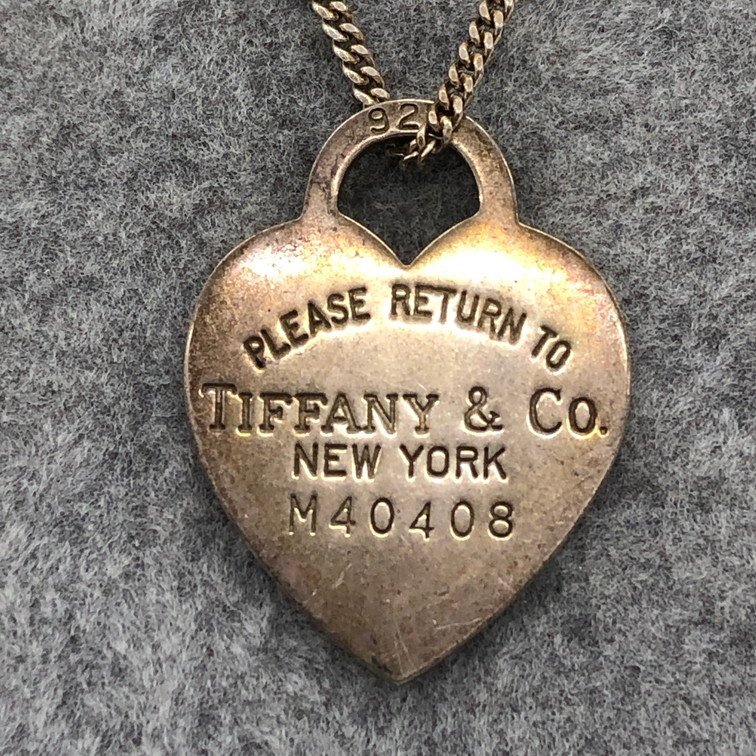 92
PLEASE RETURN TO
TIFFANY & CO.
NEW YORK
M40408